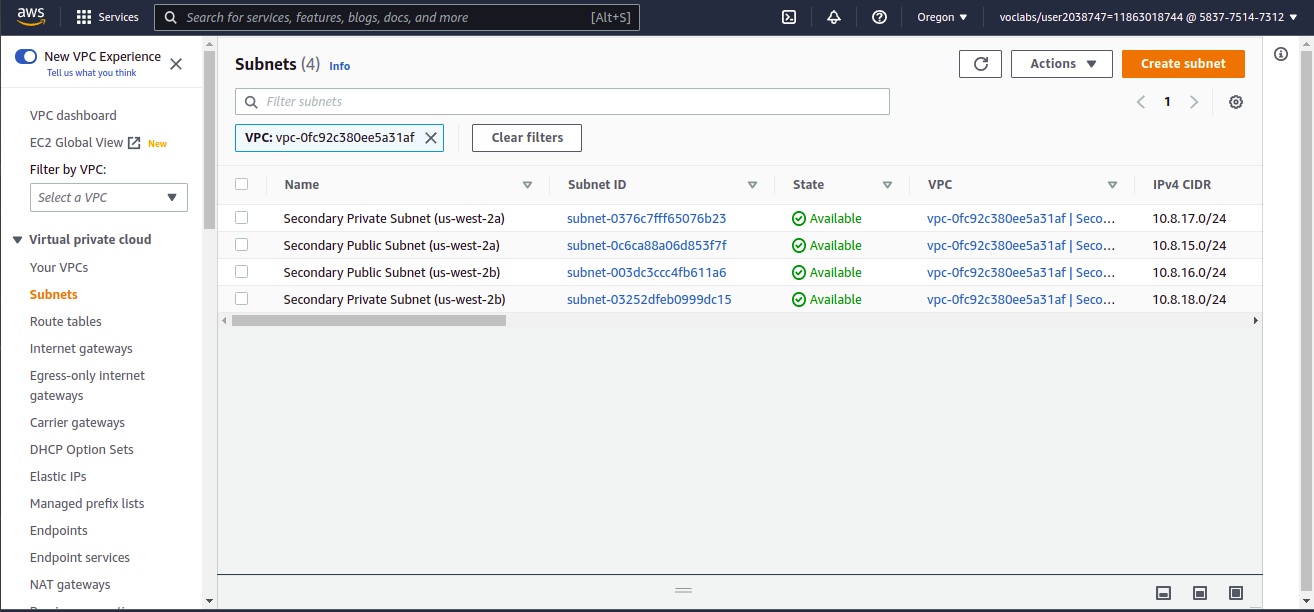 aws Services Search for services, features, blogs, docs, and more [Alt+S] Oregon voclabs/user2038747=11863018744 @ 5837-7514-7312
New VPC Experience
Tell us what you think
VPC dashboard
EC2 Global View New
Filter by VPC:
Select a VPC
Virtual private cloud
Your VPCs
Subnets
Route tables
Internet gateways
Egress-only internet
gateways
Carrier gateways
DHCP Option Sets
Elastic IPs
Managed prefix lists
Endpoints
Endpoint services
NAT gateways
Subnets (4) Info Actions Create subnet
Filter subnets 1
VPC: vpc-0fc92c380ee5a31af Clear filters
Name Subnet ID State VPC IPv4 CIDR
Secondary Private Subnet (us-west-2a) subnet-0376c7fff65076b23 Available vpc-0fc92c380ee5a31af | Seco... 10.8.17.0/24
Secondary Public Subnet (us-west-2a) subnet-0c6ca88a06d853f7f Available vpc-0fc92c380ee5a31af | Seco... 10.8.15.0/24
Secondary Public Subnet (us-west-2b) subnet-003dc3ccc4fb611a6 Available vpc-0fc92c380ee5a31af | Seco... 10.8.16.0/24
Secondary Private Subnet (us-west-2b) subnet-03252dfeb0999dc15 Available vpc-0fc92c380ee5a31af | Seco... 10.8.18.0/24